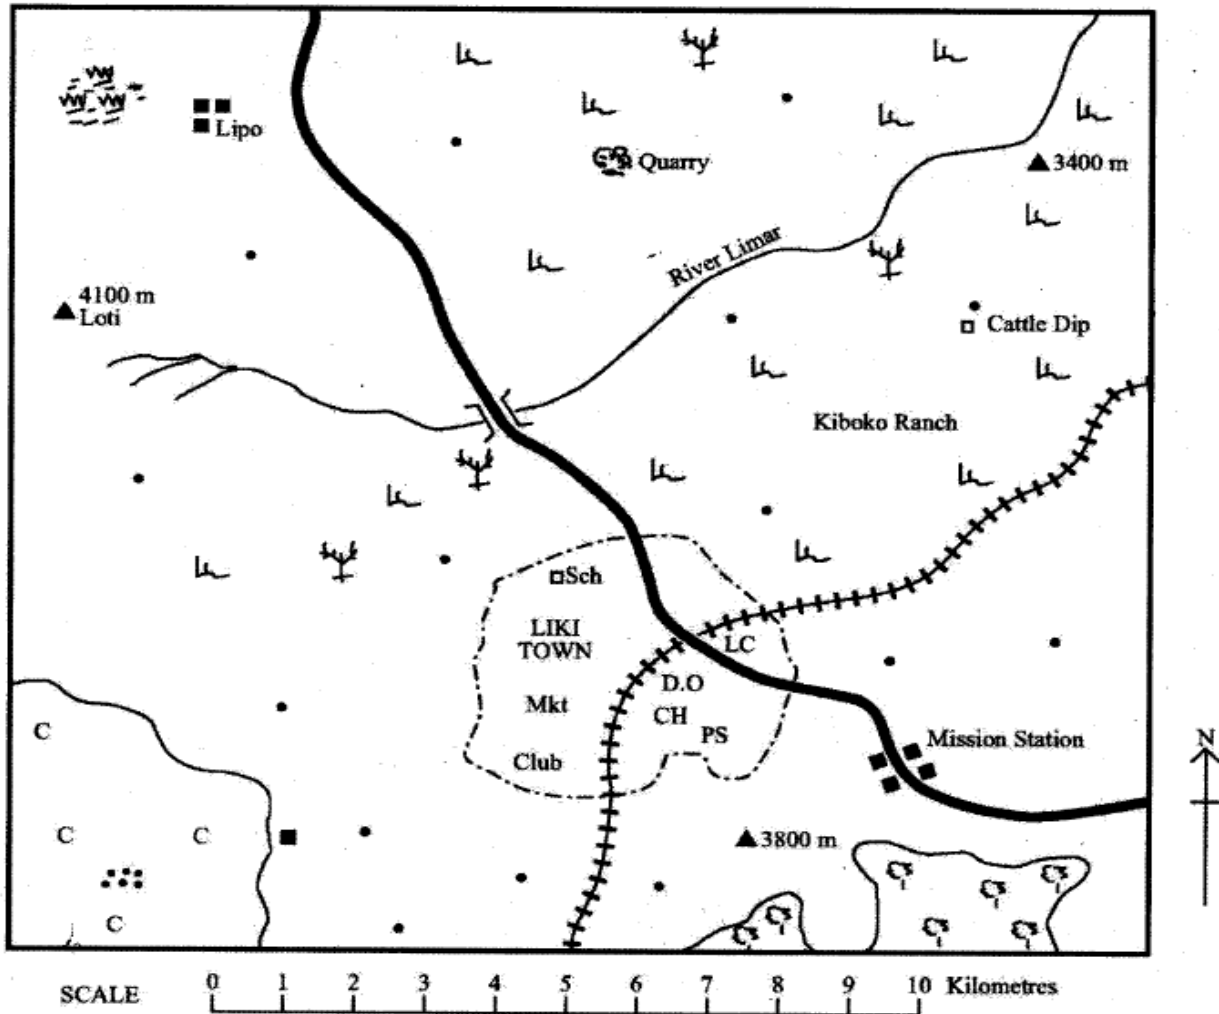 Lipo
Quarry
3400 m
River Limar
4100 m
Loti
Cattle Dip
Kiboko Ranch
Sch
LIKI
TOWN
LC
D.O
Mkt
CH
PS
Club
Mission Station
C
C
C
C
3800 m
N
SCALE
0 1 2 3 4 5 6 7 8 9 10 Kilometres